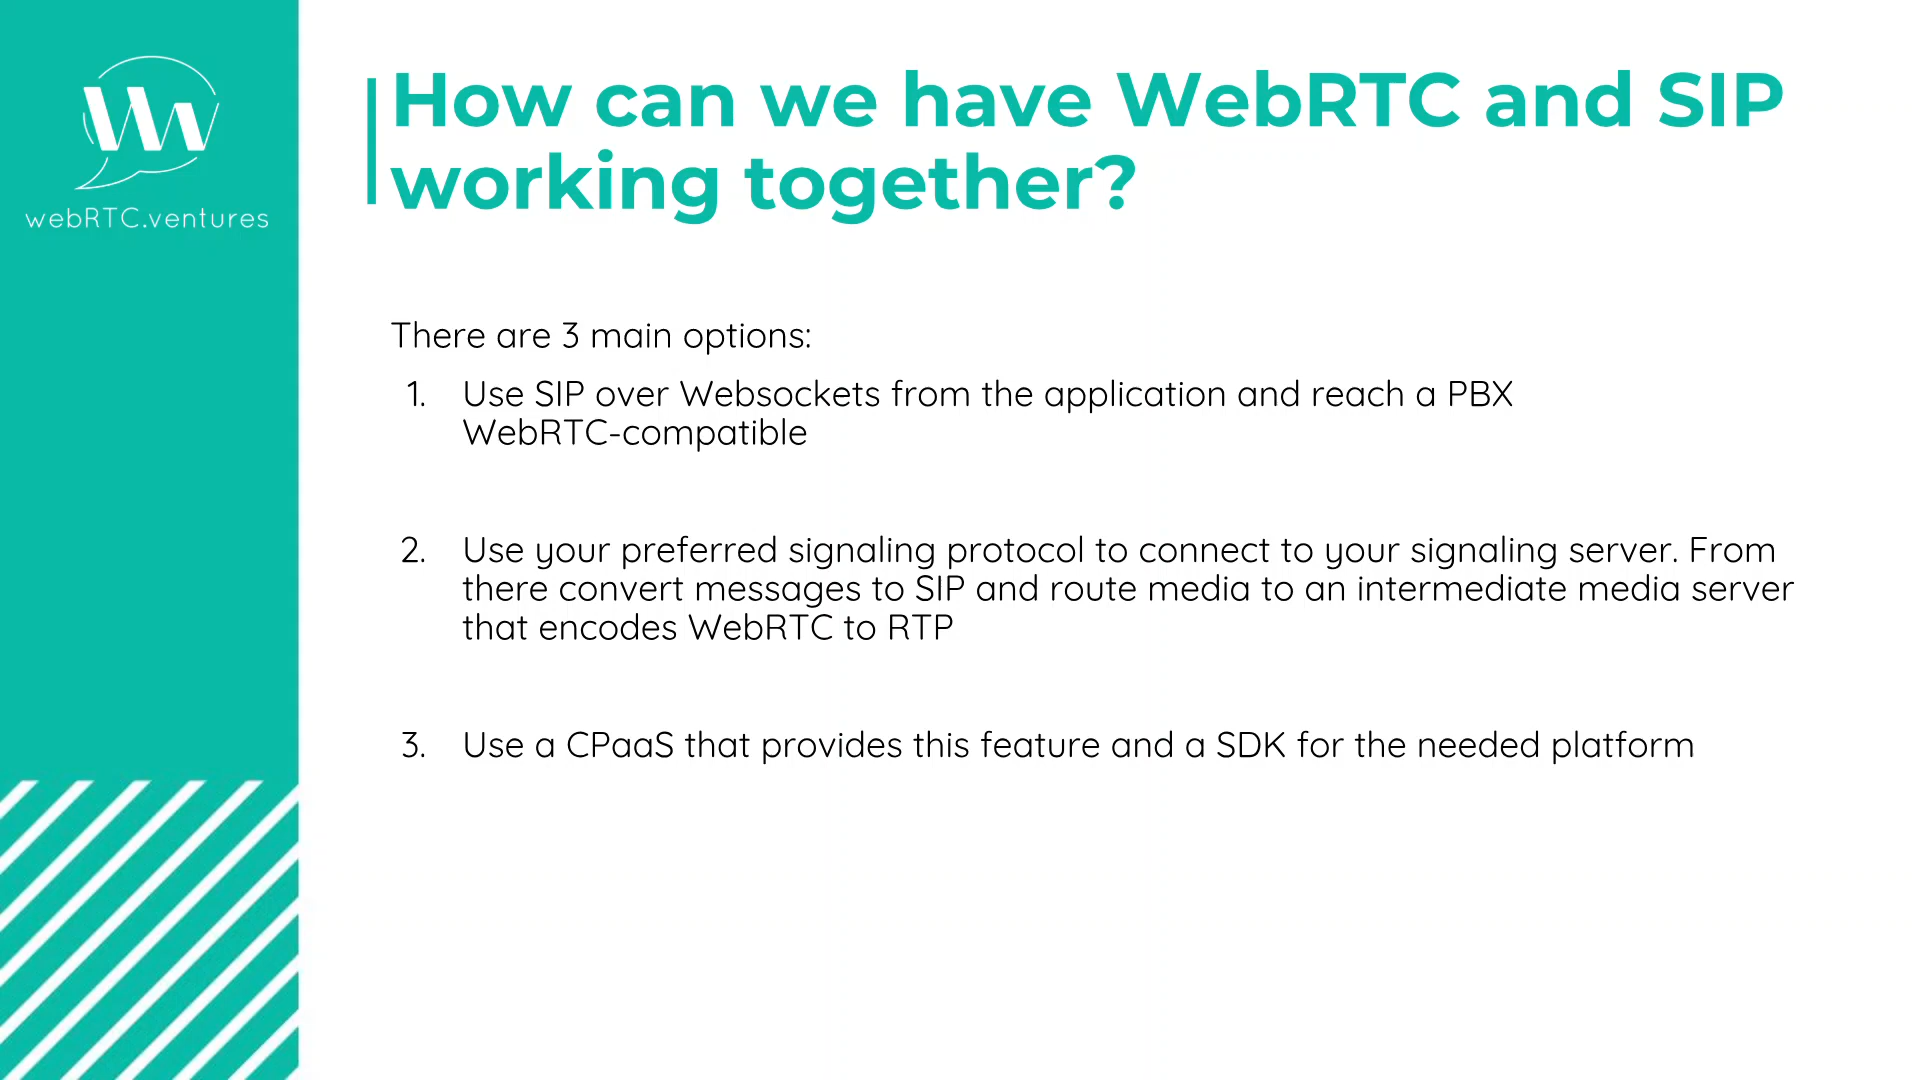 webRTC.ventures
How can we have WebRTC and SIP
working together?
There are 3 main options:
1. Use SIP over Websockets from the application and reach a PBX
WebRTC-compatible
2. Use your preferred signaling protocol to connect to your signaling server. From
there convert messages to SIP and route media to an intermediate media server
that encodes WebRTC to RTP
3. Use a CPaaS that provides this feature and a SDK for the needed platform